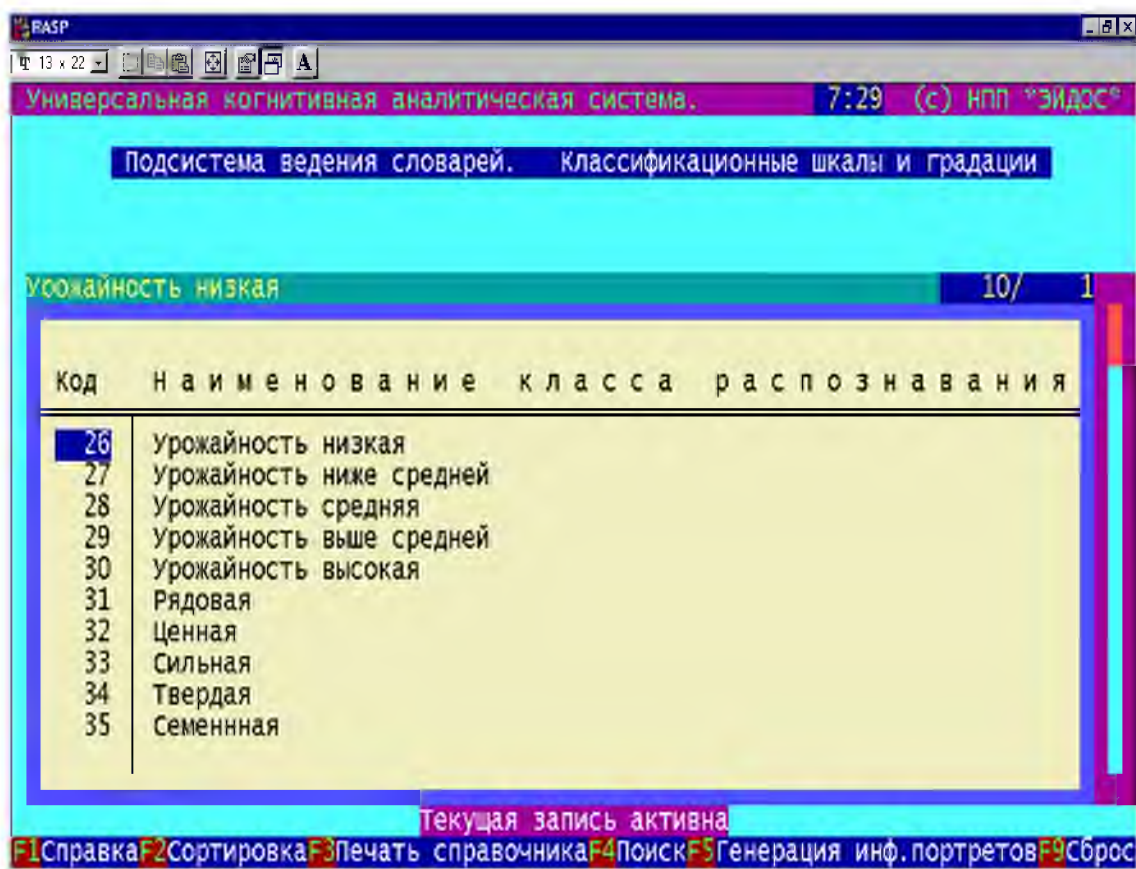 RASP
13 x 22 A
Универсальная когнитивная аналитическая система. 7:29 (c) НПП "ЭЙДОС"
Подсистема ведения словарей. Классификационные шкалы и градации
Урожайность низкая 10/ 1
Код Наименование класса распознавания
26 Урожайность низкая
27 Урожайность ниже средней
28 Урожайность средняя
29 Урожайность выше средней
30 Урожайность высокая
31 Рядовая
32 Ценная
33 Сильная
34 Твердая
35 Семеннная
Текущая запись активна
F1Справка F2Сортировка F3Печать справочника F4Поиск F5Генерация инф.портретов F9Сброс